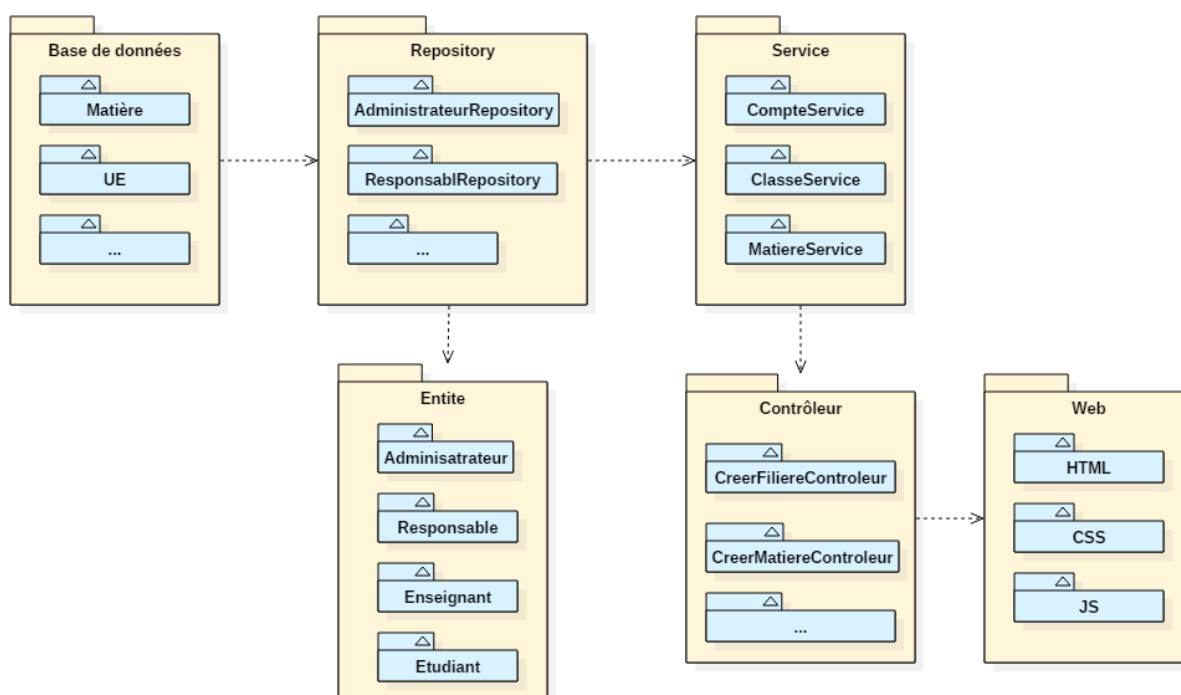 Base de données
Matière
UE
...
Repository
AdministrateurRepository
ResponsablRepository
...
Service
CompteService
ClasseService
MatiereService
Entite
Adminisatrateur
Responsable
Enseignant
Etudiant
Contrôleur
CreerFiliereControleur
CreerMatiereControleur
...
Web
HTML
CSS
JS